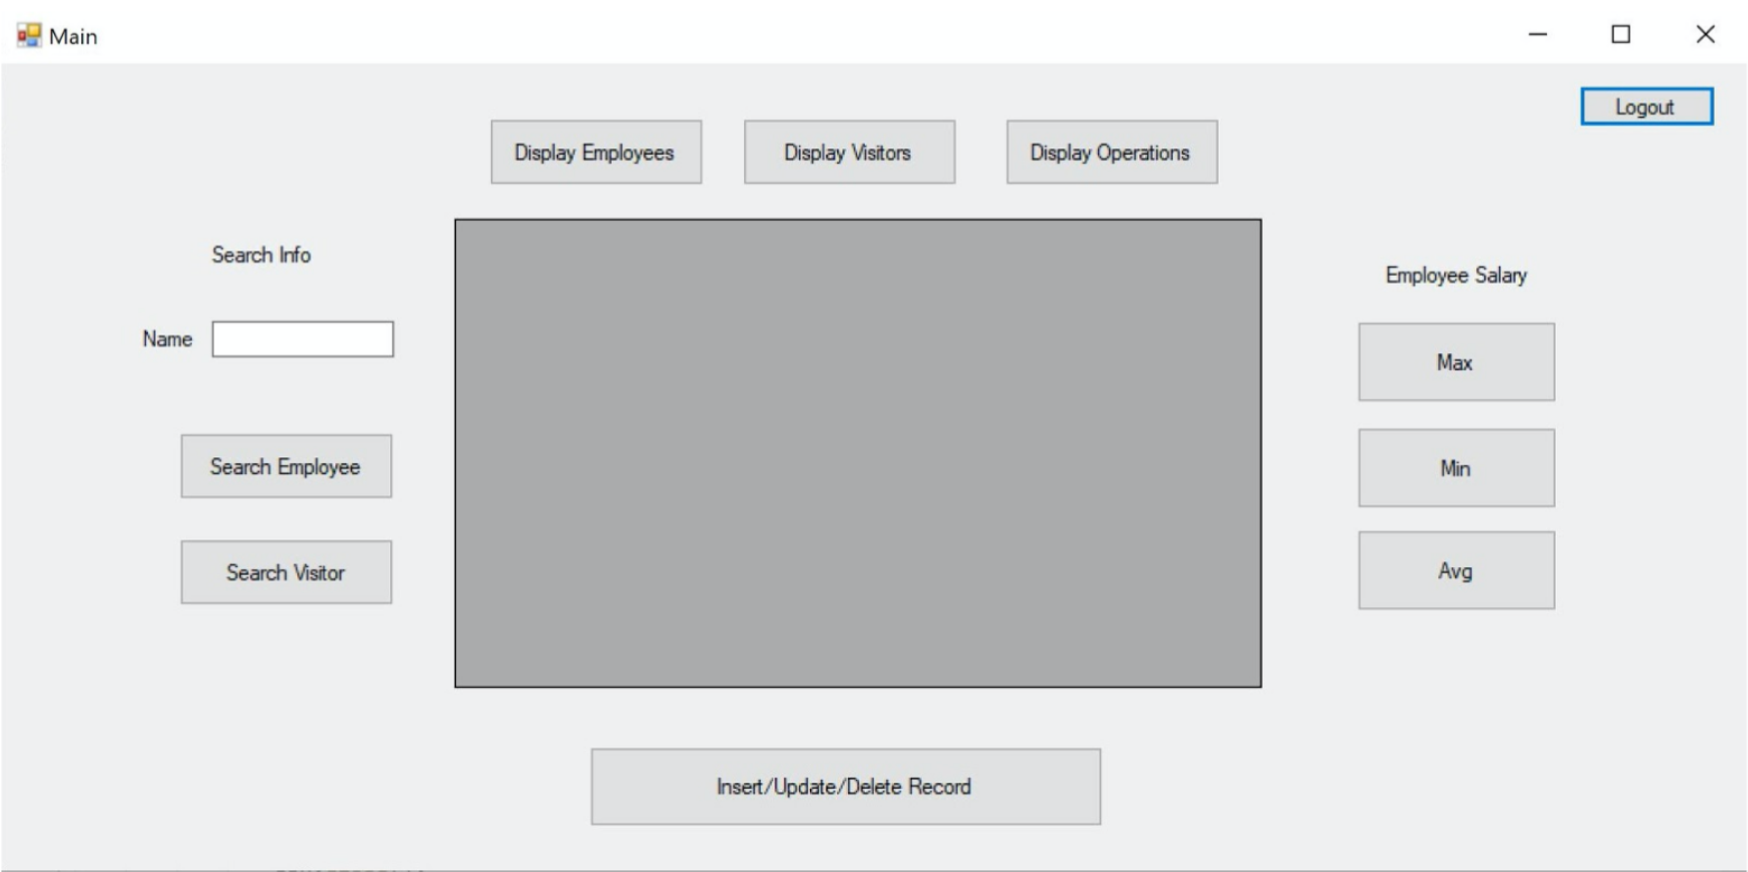 Main
Logout
Display Employees
Display Visitors
Display Operations
Search Info
Employee Salary
Name
Max
Search Employee
Min
Search Visitor
Avg
Insert/Update/Delete Record